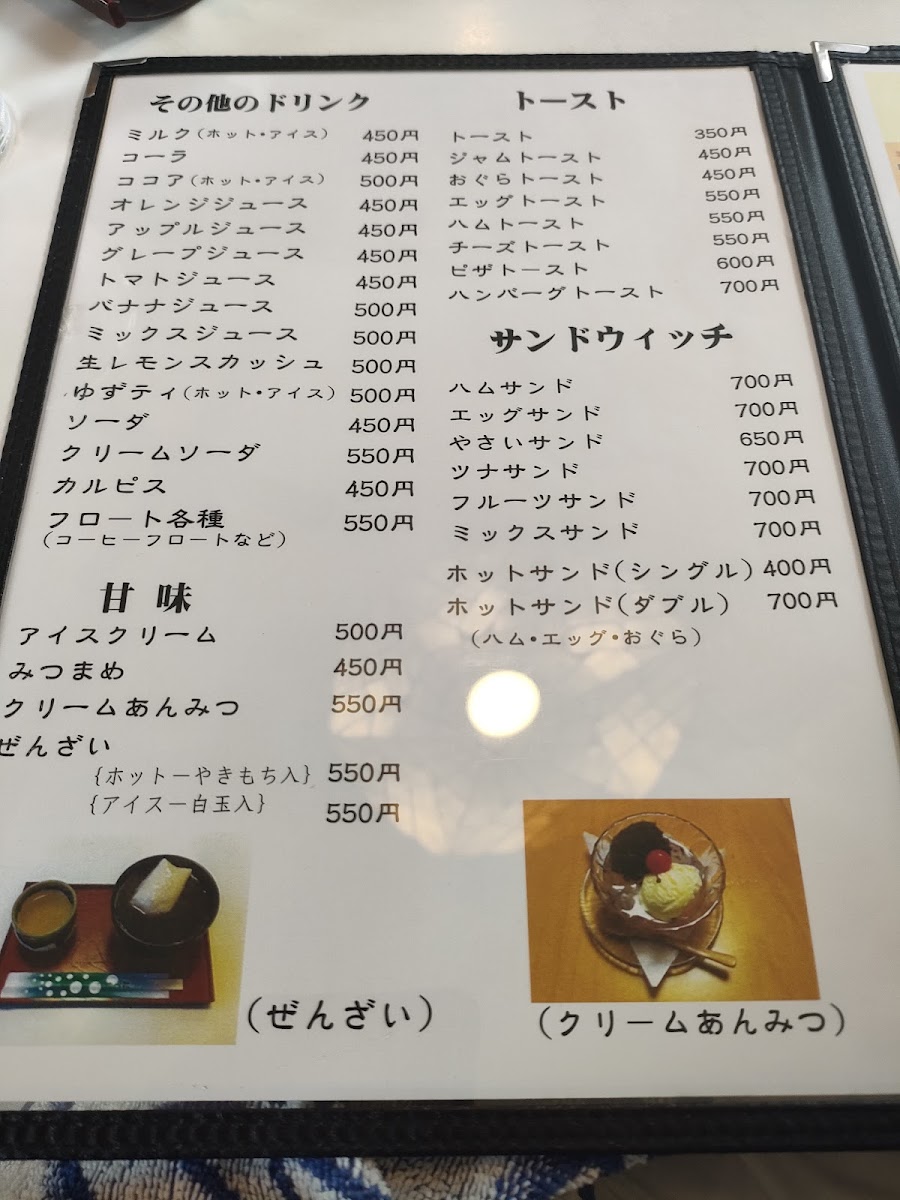 その他のドリンク
ミルク(ホット・アイス) 450円
コーラ 450円
ココア(ホット・アイス) 500円
オレンジジュース 450円
アップルジュース 450円
グレープジュース 450円
トマトジュース 450円
バナナジュース 500円
ミックスジュース 500円
生レモンスカッシュ 500円
ゆずティ(ホット・アイス) 500円
ソーダ 450円
クリームソーダ 550円
カルピス 450円
フロート各種 550円
(コーヒーフロートなど)
甘味
アイスクリーム 500円
みつまめ 450円
クリームあんみつ 550円
ぜんざい
{ホットーやきもち入} 550円
{アイスー白玉入} 550円
(ぜんざい)
トースト
トースト 350円
ジャムトースト 450円
おぐらトースト 450円
エッグトースト 550円
ハムトースト 550円
チーズトースト 550円
ピザトースト 600円
ハンバーグトースト 700円
サンドウィッチ
ハムサンド 700円
エッグサンド 700円
やさいサンド 650円
ツナサンド 700円
フルーツサンド 700円
ミックスサンド 700円
ホットサンド(シングル) 400円
ホットサンド(ダブル) 700円
(ハム・エッグ・おぐら)
(クリームあんみつ)